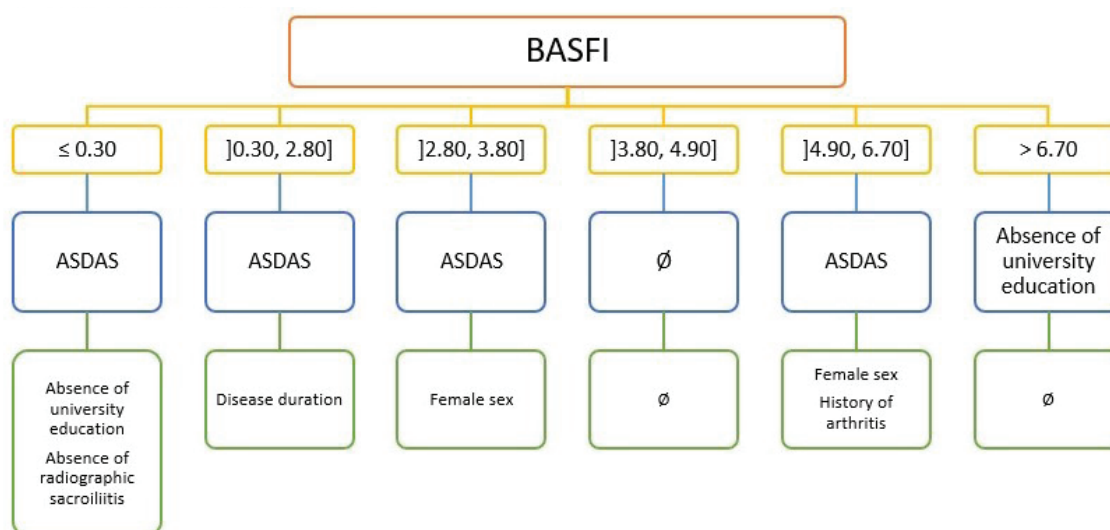 BASFI
≤ 0.30
]0.30, 2.80]
]2.80, 3.80]
]3.80, 4.90]
]4.90, 6.70]
> 6.70
ASDAS
ASDAS
ASDAS
Ø
ASDAS
Absence of
university
education
Absence of
university
education
Absence of
radiographic
sacroiliitis
Disease duration
Female sex
Ø
Female sex
History of
arthritis
Ø